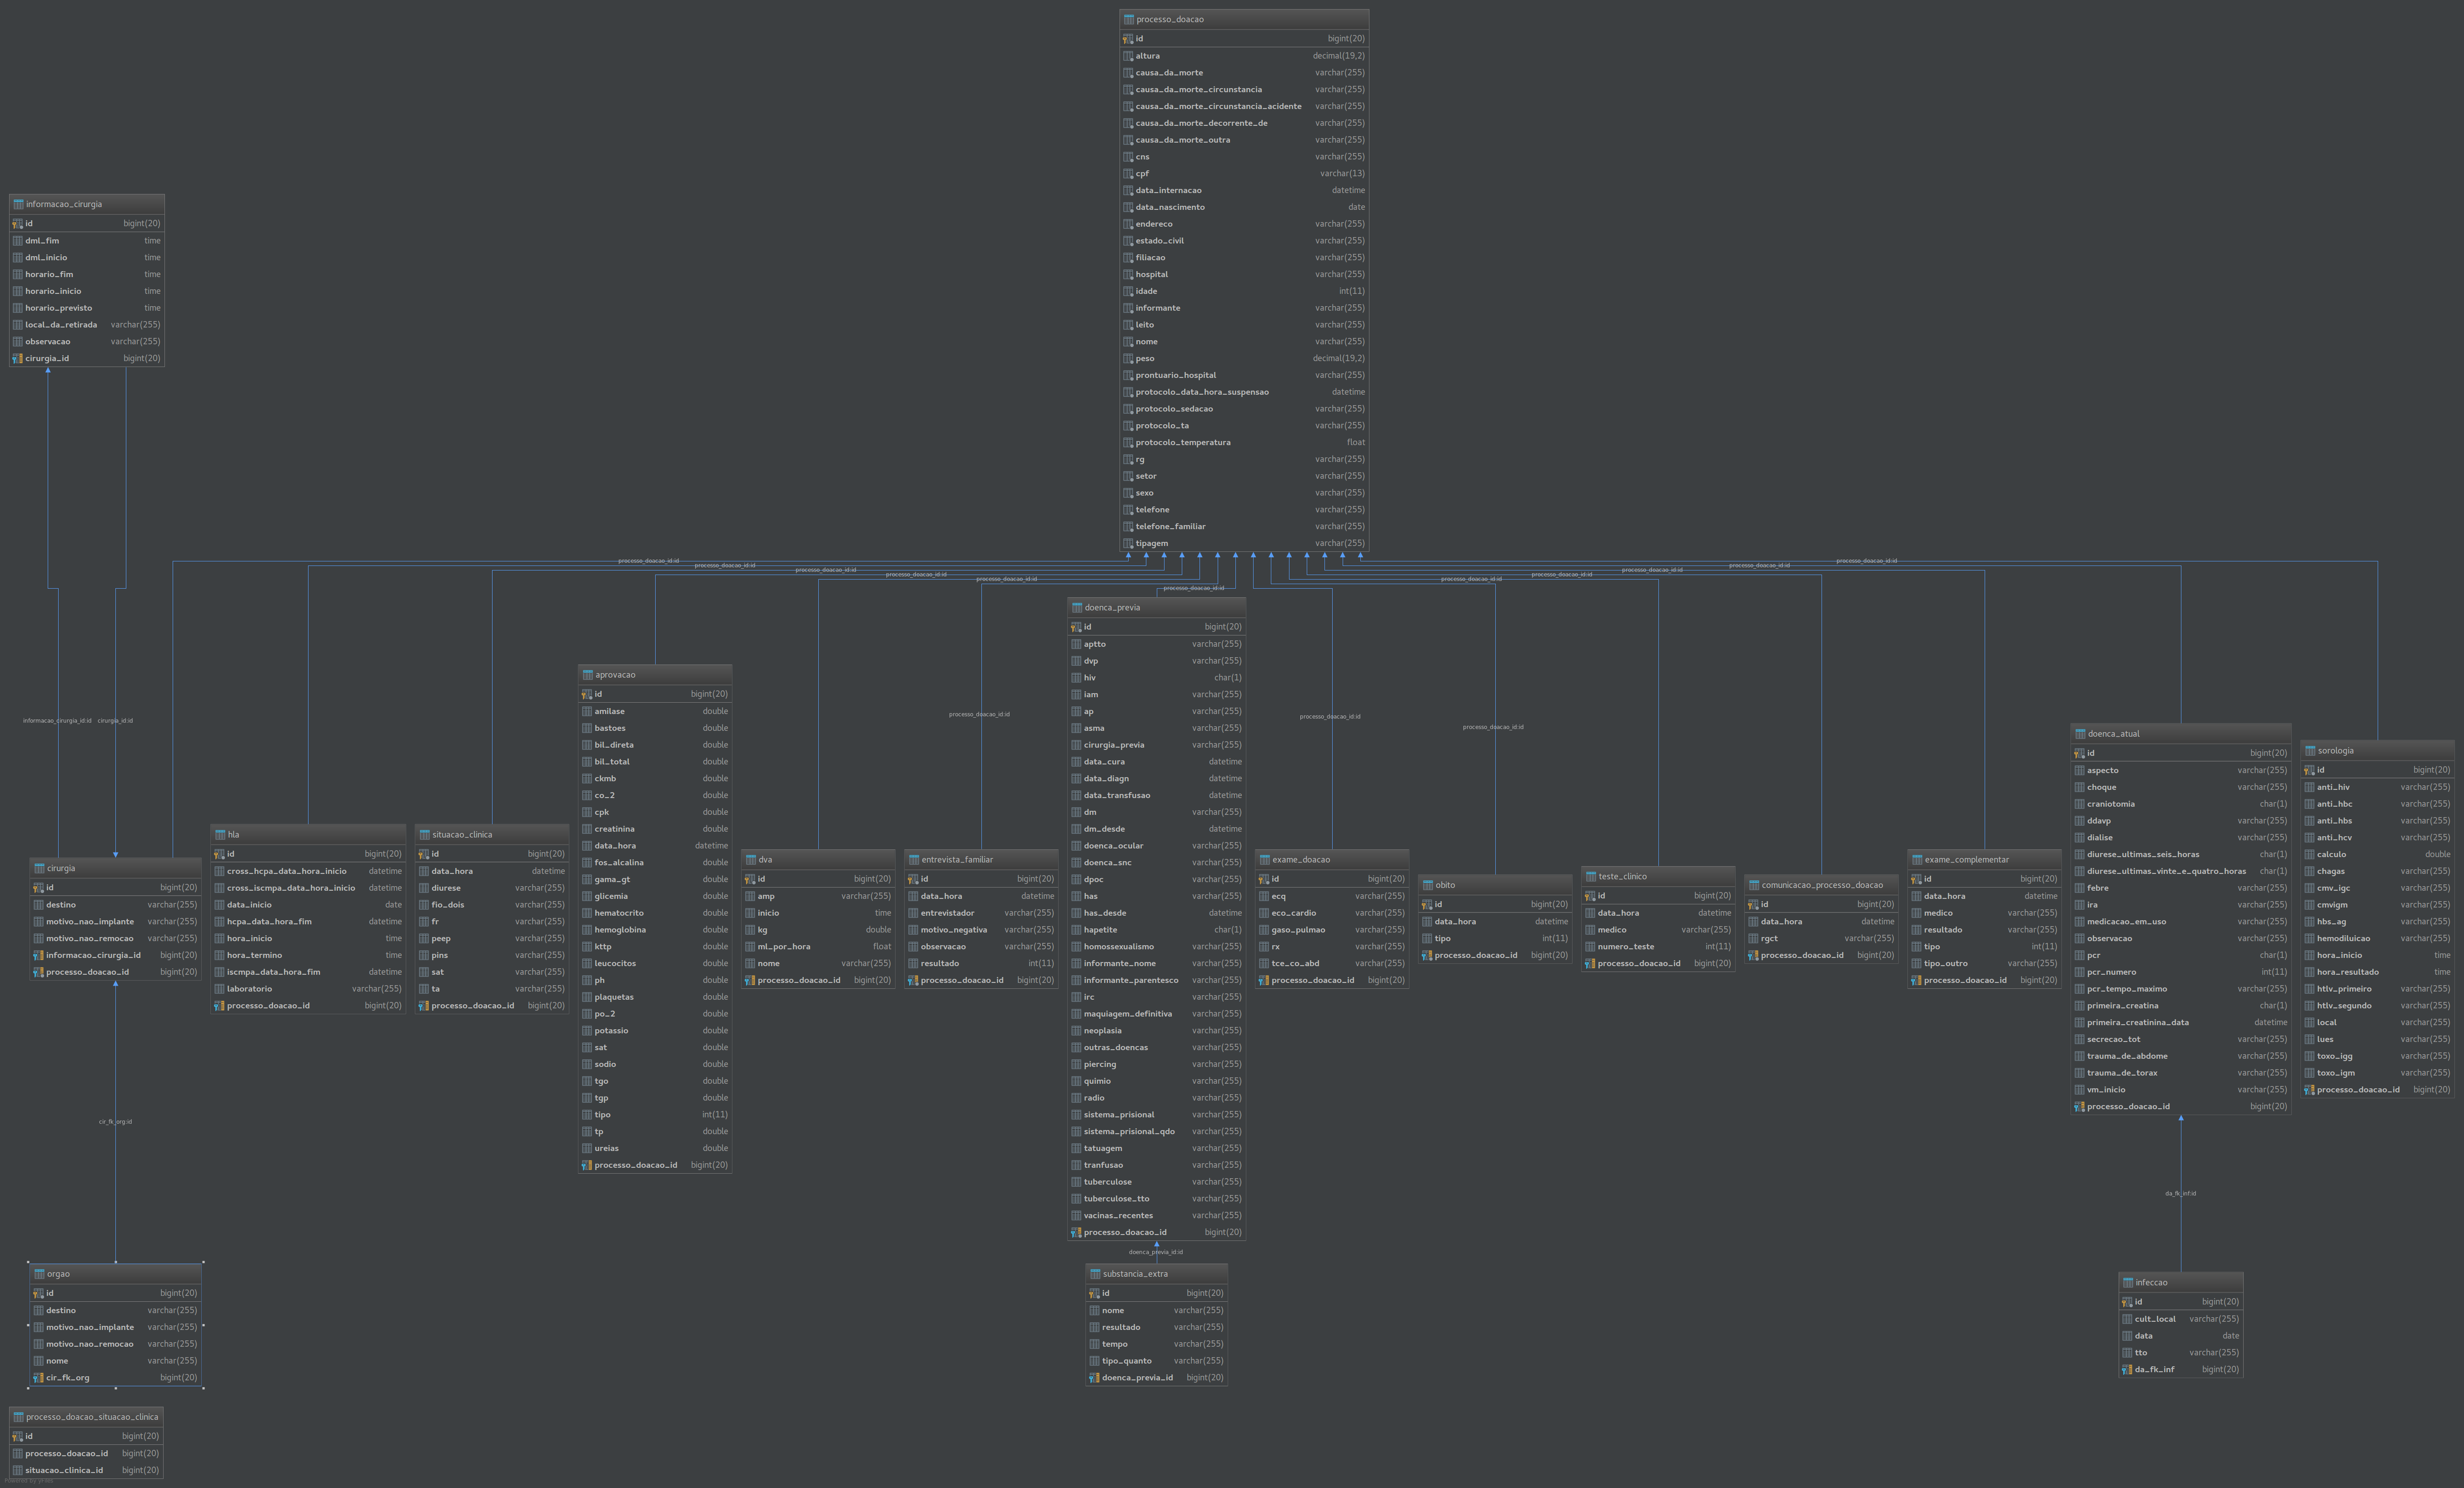 processo_doacao
id bigint(20)
altura decimal(19,2)
causa_da_morte varchar(255)
causa_da_morte_circunstancia varchar(255)
causa_da_morte_circunstancia_acidente varchar(255)
causa_da_morte_decorrente_de varchar(255)
causa_da_morte_outra varchar(255)
cns varchar(255)
cpf varchar(13)
data_internacao datetime
data_nascimento date
endereco varchar(255)
estado_civil varchar(255)
filiacao varchar(255)
hospital varchar(255)
idade int(11)
informante varchar(255)
leito varchar(255)
nome varchar(255)
peso decimal(19,2)
prontuario_hospital varchar(255)
protocolo_data_hora_suspensao datetime
protocolo_sedacao varchar(255)
protocolo_ta varchar(255)
protocolo_temperatura float
rg varchar(255)
setor varchar(255)
sexo varchar(255)
telefone varchar(255)
telefone_familiar varchar(255)
tipagem varchar(255)
informacao_cirurgia
id bigint(20)
dml_fim time
dml_inicio time
horario_fim time
horario_inicio time
horario_previsto time
local_da_retirada varchar(255)
observacao varchar(255)
cirurgia_id bigint(20)
processo_doacao_id:id
processo_doacao_id:id
processo_doacao_id:id
processo_doacao_id:id
processo_doacao_id:id
processo_doacao_id:id
processo_doacao_id:id
processo_doacao_id:id
processo_doacao_id:id
processo_doacao_id:id
processo_doacao_id:id
processo_doacao_id:id
processo_doacao_id:id
processo_doacao_id:id
informacao_cirurgia_id:id
cirurgia_id:id
cirurgia
id bigint(20)
destino varchar(255)
motivo_nao_implante varchar(255)
motivo_nao_remocao varchar(255)
informacao_cirurgia_id bigint(20)
processo_doacao_id bigint(20)
hla
id bigint(20)
cross_hcpa_data_hora_inicio datetime
cross_iscmpa_data_hora_inicio datetime
data_inicio date
hcpa_data_hora_fim datetime
hora_inicio time
hora_termino time
iscmpa_data_hora_fim datetime
laboratorio varchar(255)
processo_doacao_id bigint(20)
situacao_clinica
id bigint(20)
data_hora datetime
diurese varchar(255)
fio_dois varchar(255)
fr varchar(255)
peep varchar(255)
pins varchar(255)
sat varchar(255)
ta varchar(255)
processo_doacao_id bigint(20)
aprovacao
id bigint(20)
amilase double
bastoes double
bil_direta double
bil_total double
ckmb double
co_2 double
cpk double
creatinina double
data_hora datetime
fos_alcalina double
gama_gt double
glicemia double
hematocrito double
hemoglobina double
kttp double
leucocitos double
ph double
plaquetas double
po_2 double
potassio double
sat double
sodio double
tgo double
tgp double
tipo int(11)
tp double
ureias double
processo_doacao_id bigint(20)
dva
id bigint(20)
amp varchar(255)
inicio time
kg double
ml_por_hora float
nome varchar(255)
processo_doacao_id bigint(20)
entrevista_familiar
id bigint(20)
data_hora datetime
entrevistador varchar(255)
motivo_negativa varchar(255)
observacao varchar(255)
resultado int(11)
processo_doacao_id bigint(20)
doenca_previa
id bigint(20)
aptto varchar(255)
dvp varchar(255)
hiv char(1)
iam varchar(255)
ap varchar(255)
asma varchar(255)
cirurgia_previa varchar(255)
data_cura datetime
data_diagn datetime
data_transfusao datetime
dm varchar(255)
dm_desde datetime
doenca_ocular varchar(255)
doenca_snc varchar(255)
dpoc varchar(255)
has varchar(255)
has_desde datetime
hapetite char(1)
homossexualismo varchar(255)
informante_nome varchar(255)
informante_parentesco varchar(255)
irc varchar(255)
maquiagem_definitiva varchar(255)
neoplasia varchar(255)
outras_doencas varchar(255)
piercing varchar(255)
quimio varchar(255)
radio varchar(255)
sistema_prisional varchar(255)
sistema_prisional_qdo varchar(255)
tatuagem varchar(255)
tranfusao varchar(255)
tuberculose varchar(255)
tuberculose_tto varchar(255)
vacinas_recentes varchar(255)
processo_doacao_id bigint(20)
exame_doacao
id bigint(20)
ecq varchar(255)
eco_cardio varchar(255)
gaso_pulmao varchar(255)
rx varchar(255)
tce_co_abd varchar(255)
processo_doacao_id bigint(20)
obito
id bigint(20)
data_hora datetime
tipo int(11)
processo_doacao_id bigint(20)
teste_clinico
id bigint(20)
data_hora datetime
medico varchar(255)
numero_teste int(11)
processo_doacao_id bigint(20)
comunicacao_processo_doacao
id bigint(20)
data_hora datetime
rgct varchar(255)
processo_doacao_id bigint(20)
exame_complementar
id bigint(20)
data_hora datetime
medico varchar(255)
resultado varchar(255)
tipo int(11)
tipo_outro varchar(255)
processo_doacao_id bigint(20)
doenca_atual
id bigint(20)
aspecto varchar(255)
choque varchar(255)
craniotomia char(1)
ddavp varchar(255)
dialise varchar(255)
diurese_ultimas_seis_horas char(1)
diurese_ultimas_vinte_e_quatro_horas char(1)
febre varchar(255)
ira varchar(255)
medicacao_em_uso varchar(255)
observacao varchar(255)
pcr char(1)
pcr_numero int(11)
pcr_tempo_maximo varchar(255)
primeira_creatina char(1)
primeira_creatinina_data datetime
secrecao_tot varchar(255)
trauma_de_abdome varchar(255)
trauma_de_torax varchar(255)
vm_inicio varchar(255)
processo_doacao_id bigint(20)
sorologia
id bigint(20)
anti_hiv varchar(255)
anti_hbc varchar(255)
anti_hbs varchar(255)
anti_hcv varchar(255)
calculo double
chagas varchar(255)
cmv_igc varchar(255)
cmvigm varchar(255)
hbs_ag varchar(255)
hemodiluicao varchar(255)
hora_inicio time
hora_resultado time
htlv_primeiro varchar(255)
htlv_segundo varchar(255)
local varchar(255)
lues varchar(255)
toxo_igg varchar(255)
toxo_igm varchar(255)
processo_doacao_id bigint(20)
cir_fk_org:id
da_fk_inf:id
doenca_previa_id:id
orgao
id bigint(20)
destino varchar(255)
motivo_nao_implante varchar(255)
motivo_nao_remocao varchar(255)
nome varchar(255)
cir_fk_org bigint(20)
substancia_extra
id bigint(20)
nome varchar(255)
resultado varchar(255)
tempo varchar(255)
tipo_quanto varchar(255)
doenca_previa_id bigint(20)
infeccao
id bigint(20)
cult_local varchar(255)
data date
tto varchar(255)
da_fk_inf bigint(20)
processo_doacao_situacao_clinica
id bigint(20)
processo_doacao_id bigint(20)
situacao_clinica_id bigint(20)